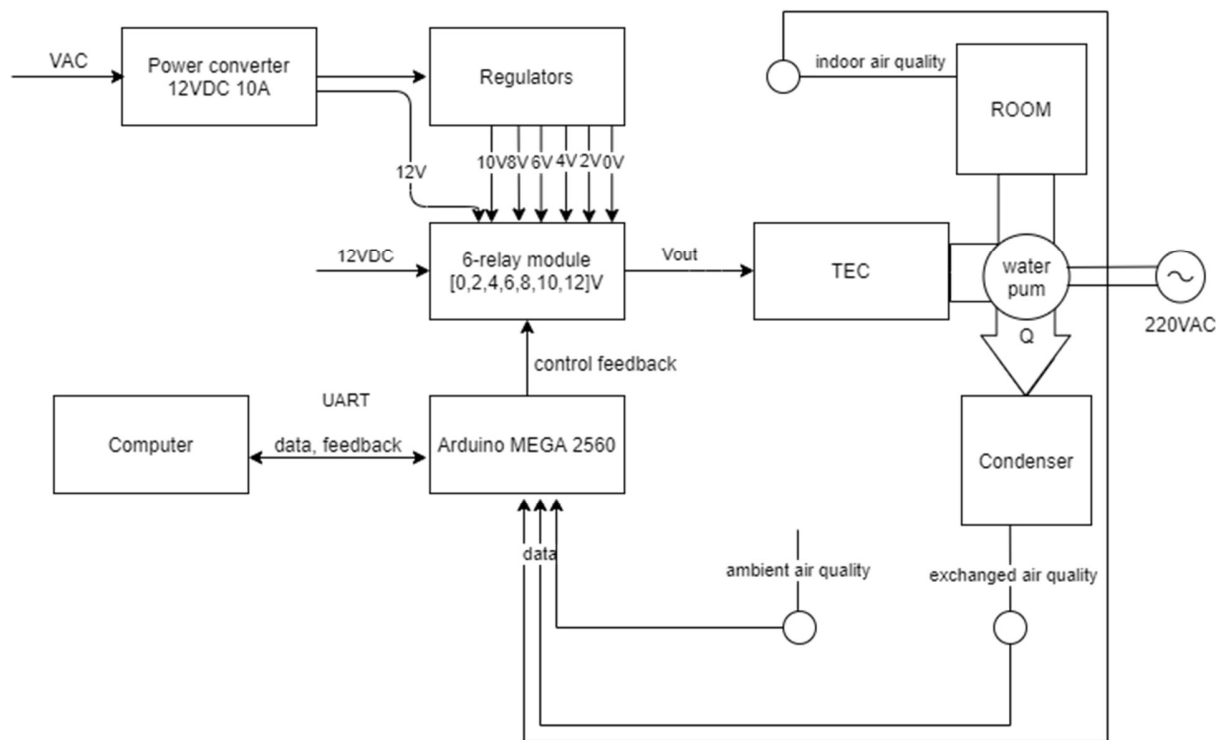 VAC
Power converter
12VDC 10A
Regulators
indoor air quality
ROOM
12V
10V
8V
6V
4V
2V
0V
12VDC
6-relay module
[0,2,4,6,8,10,12]V
Vout
TEC
water
pum
220VAC
Q
control feedback
Computer
UART
data, feedback
Arduino MEGA 2560
Condenser
data
ambient air quality
exchanged air quality